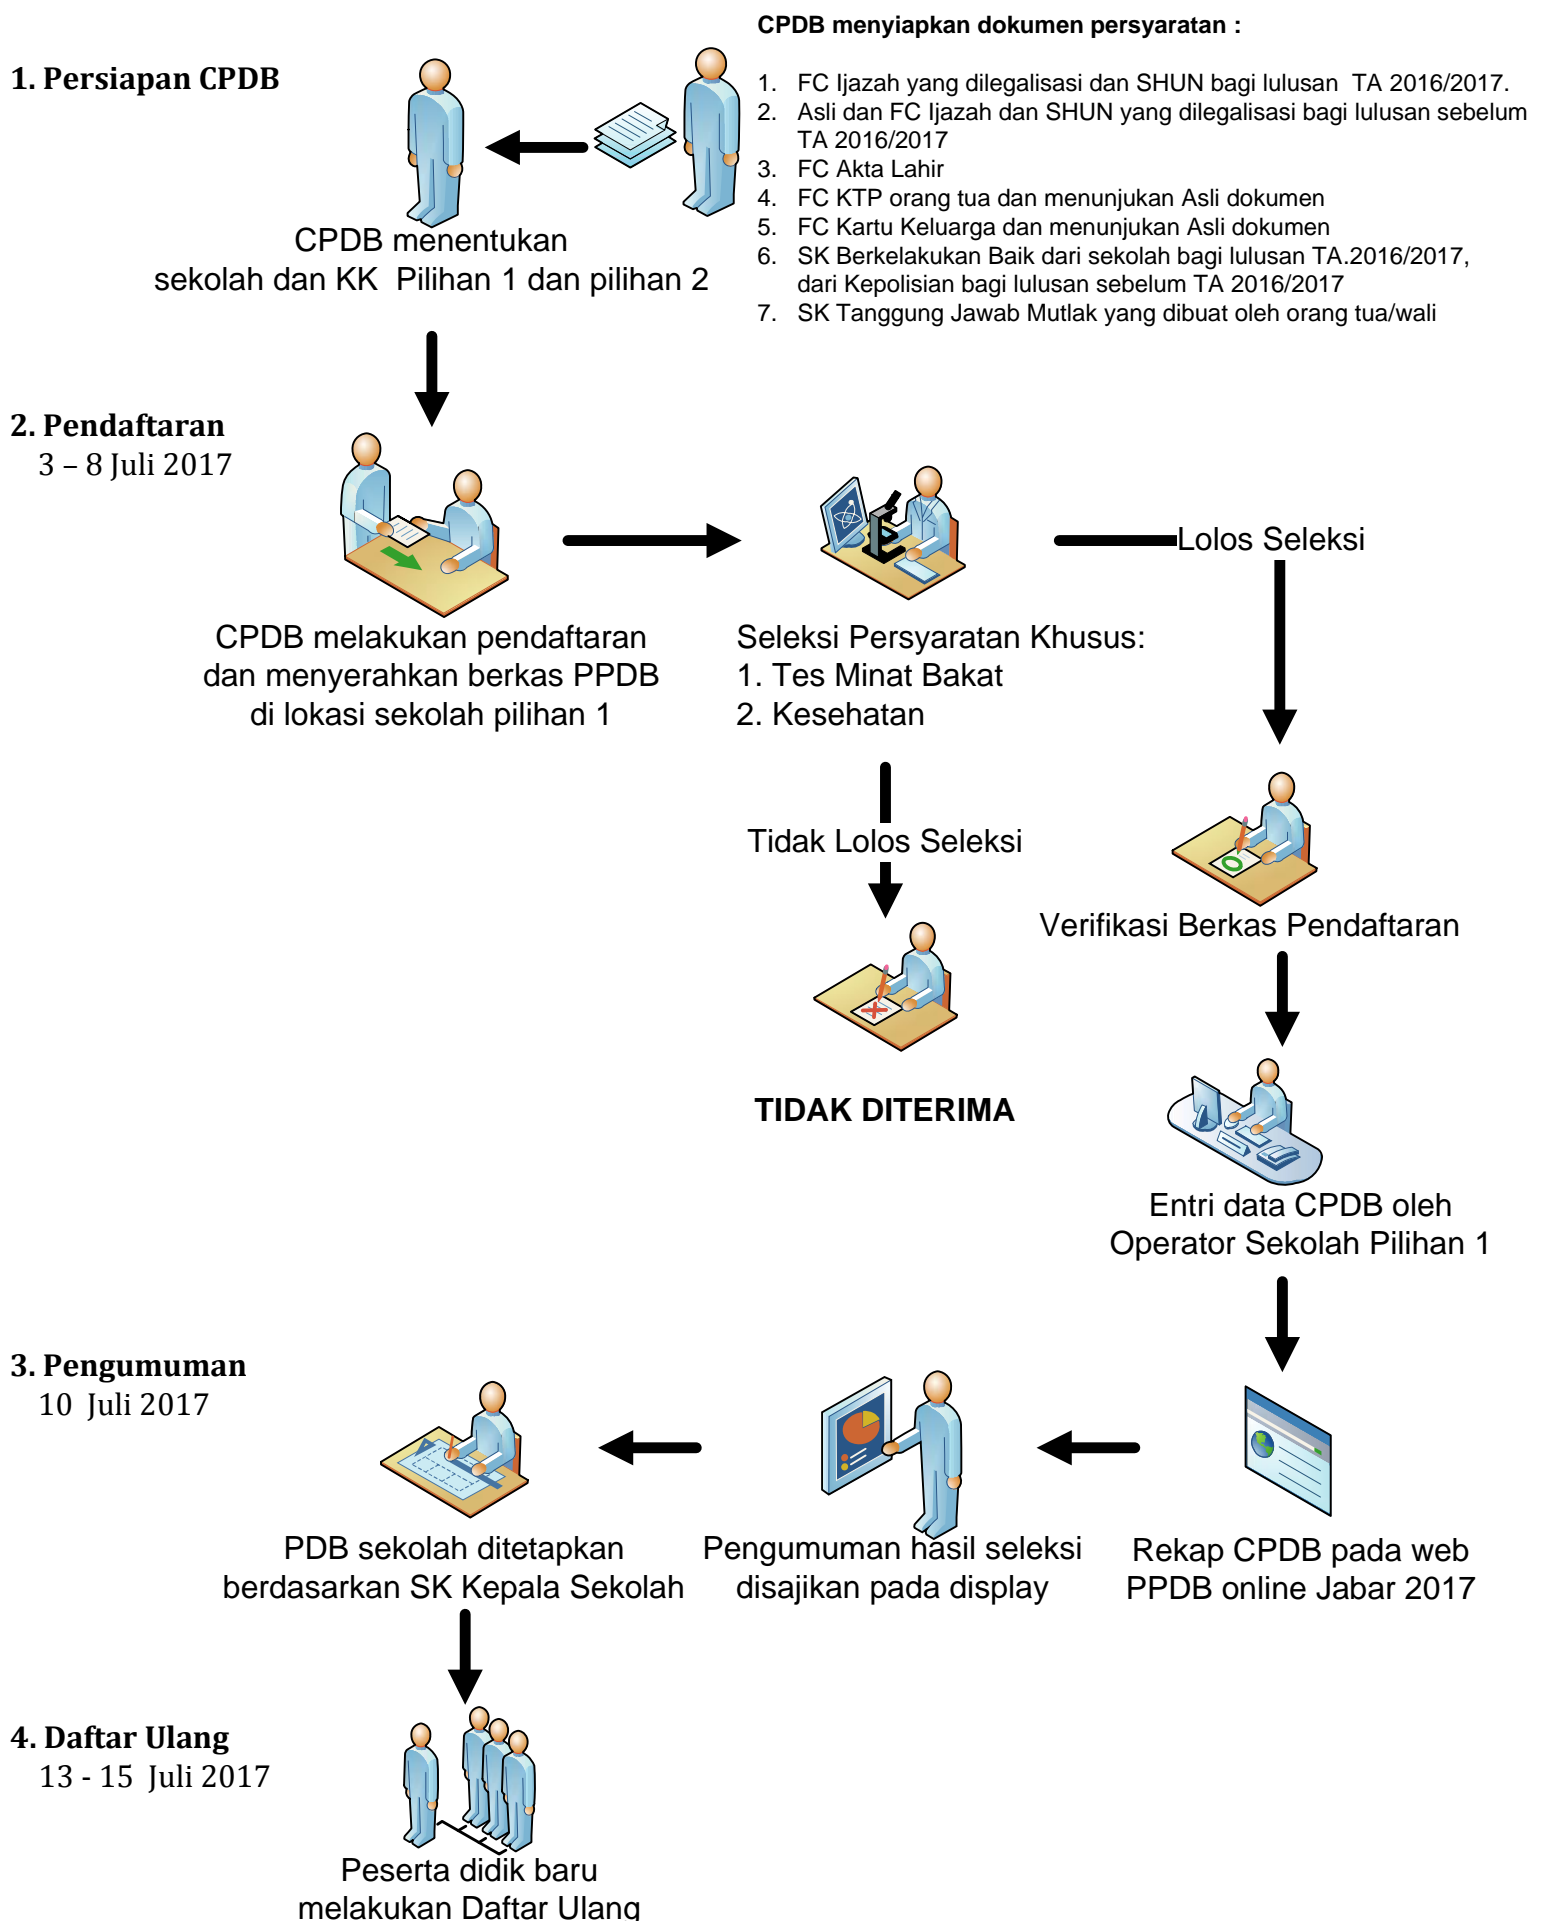 CPDB menyiapkan dokumen persyaratan :
1. Persiapan CPDB
1. FC Ijazah yang dilegalisasi dan SHUN bagi lulusan TA 2016/2017.
2. Asli dan FC Ijazah dan SHUN yang dilegalisasi bagi lulusan sebelum
TA 2016/2017
3. FC Akta Lahir
4. FC KTP orang tua dan menunjukan Asli dokumen
5. FC Kartu Keluarga dan menunjukan Asli dokumen
6. SK Berkelakukan Baik dari sekolah bagi lulusan TA.2016/2017,
dari Kepolisian bagi lulusan sebelum TA 2016/2017
7. SK Tanggung Jawab Mutlak yang dibuat oleh orang tua/wali
CPDB menentukan
sekolah dan KK Pilihan 1 dan pilihan 2
2. Pendaftaran
3 – 8 Juli 2017
CPDB melakukan pendaftaran
dan menyerahkan berkas PPDB
di lokasi sekolah pilihan 1
Seleksi Persyaratan Khusus:
1. Tes Minat Bakat
2. Kesehatan
Lolos Seleksi
Tidak Lolos Seleksi
TIDAK DITERIMA
Verifikasi Berkas Pendaftaran
Entri data CPDB oleh
Operator Sekolah Pilihan 1
3. Pengumuman
10 Juli 2017
Rekap CPDB pada web
PPDB online Jabar 2017
Pengumuman hasil seleksi
disajikan pada display
PDB sekolah ditetapkan
berdasarkan SK Kepala Sekolah
4. Daftar Ulang
13 - 15 Juli 2017
Peserta didik baru
melakukan Daftar Ulang